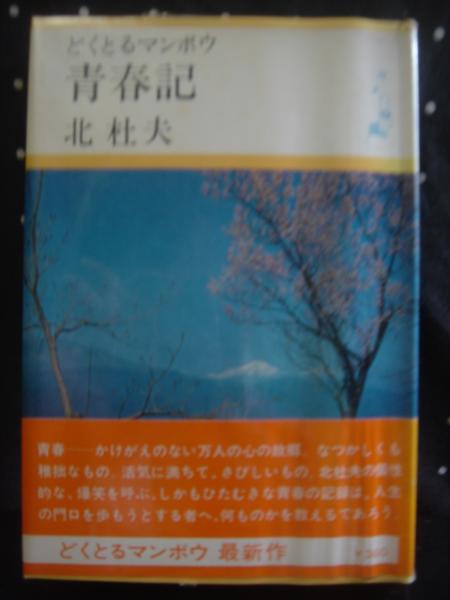 どくとるマンボウ
青春記
北 杜夫
青春……かけがえのない万人の心の故郷、なつかしくも
稚拙なもの、活気に満ちて、さびしいもの。北杜夫の個性
的な、爆笑を呼ぶ、しかもひたむきな青春の記録は、人生
の門口を歩もうとする者へ、何ものかを教えるであろう。
どくとるマンボウ 最新作
¥380